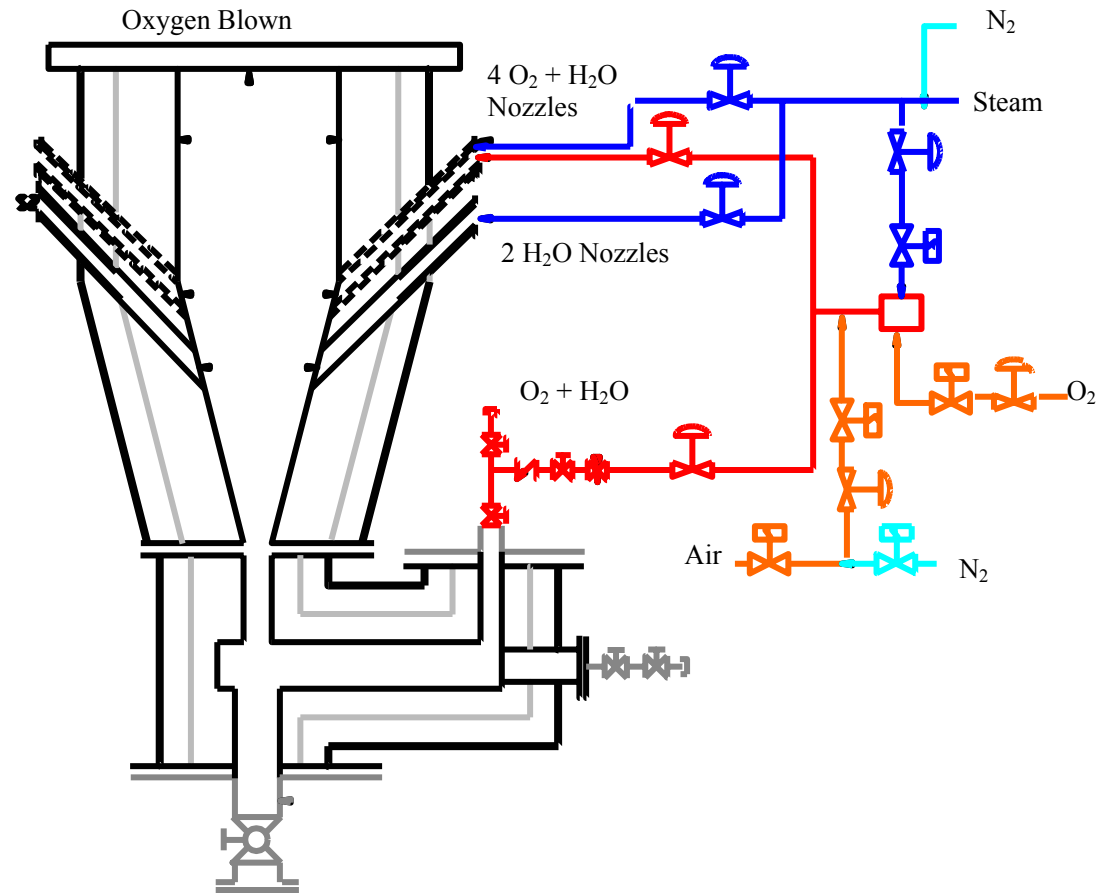 Oxygen Blown
N₂
4 O₂ + H₂O
Nozzles
Steam
2 H₂O Nozzles
O₂ + H₂O
O₂
Air
N₂